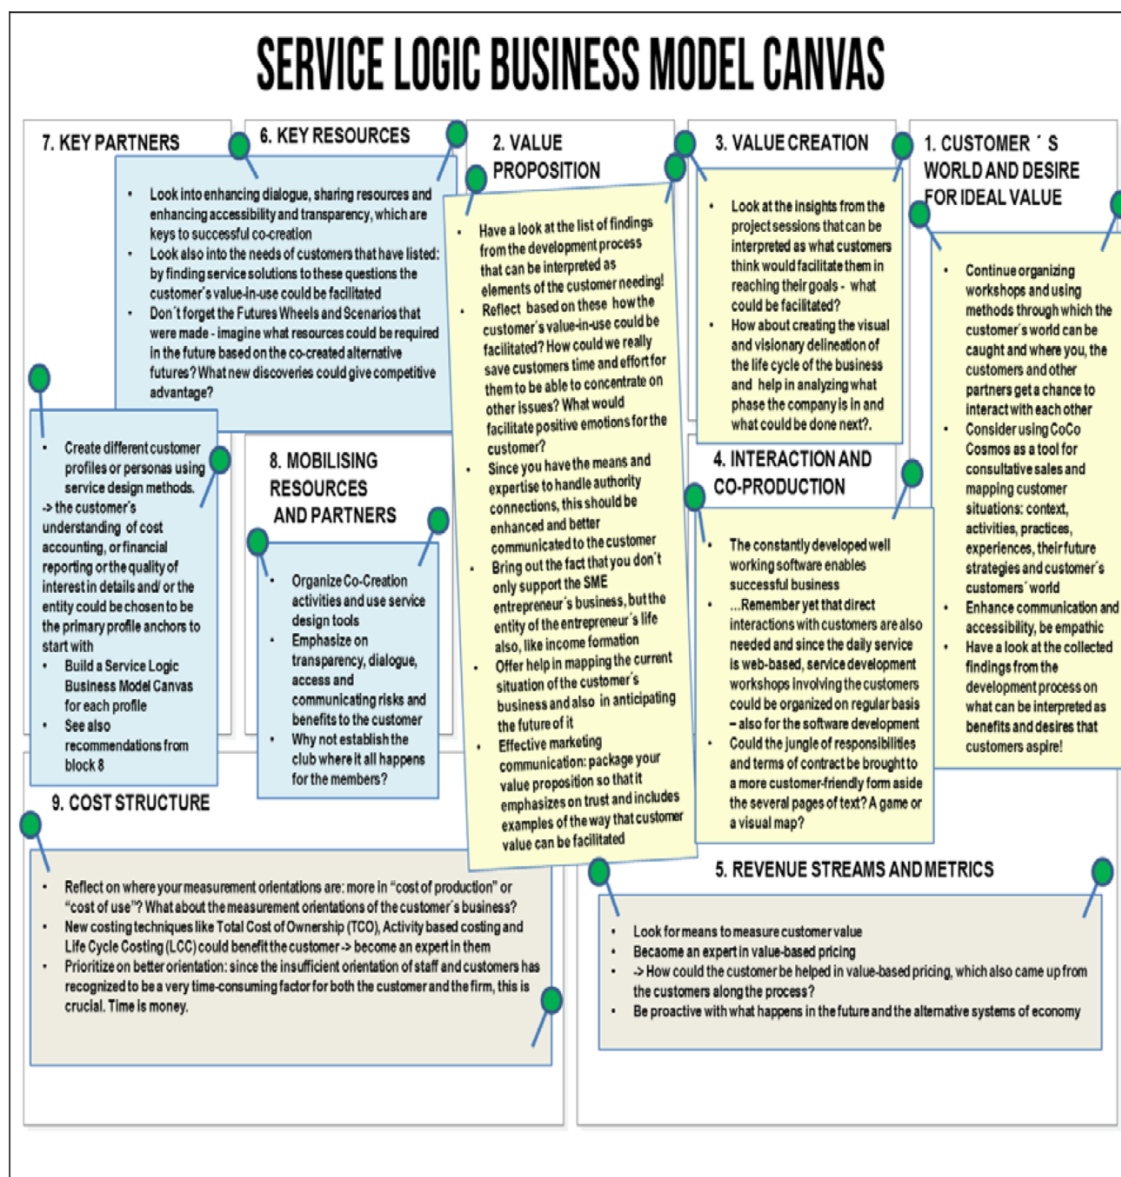 SERVICE LOGIC BUSINESS MODEL CANVAS
7. KEY PARTNERS
• Create different customer
profiles or personas using
service design methods.
-> the customer´s
understanding of cost
accounting, or financial
reporting or the quality of
interest in details and/ or the
entity could be chosen to be
the primary profile anchors to
start with
• Build a Service Logic
Business Model Canvas
for each profile
• See also
recommendations from
block 8
6. KEY RESOURCES
• Look into enhancing dialogue, sharing resources and
enhancing accessibility and transparency, which are
keys to successful co-creation
• Look also into the needs of customers that have listed:
by finding service solutions to these questions the
customer´s value-in-use could be facilitated
• Don´t forget the Futures Wheels and Scenarios that
were made - imagine what resources could be required
in the future based on the co-created alternative
futures? What new discoveries could give competitive
advantage?
8. MOBILISING
RESOURCES
AND PARTNERS
• Organize Co-Creation
activities and use service
design tools
• Emphasize on
transparency, dialogue,
access and
communicating risks and
benefits to the customer
• Why not establish the
club where it all happens
for the members?
2. VALUE
PROPOSITION
• Have a look at the list of findings
from the development process
that can be interpreted as
elements of the customer needing!
• Reflect based on these how the
customer´s value-in-use could be
facilitated? How could we really
save customers time and effort for
them to be able to concentrate on
other issues? What would
facilitate positive emotions for the
customer?
• Since you have the means and
expertise to handle authority
connections, this should be
enhanced and better
communicated to the customer
• Bring out the fact that you don´t
only support the SME
entrepreneur´s business, but the
entity of the entrepreneur´s life
also, like income formation
• Offer help in mapping the current
situation of the customer´s
business and also in anticipating
the future of it
• Effective marketing
communication: package your
value proposition so that it
emphasizes on trust and includes
examples of the way that customer
value can be facilitated
3. VALUE CREATION
• Look at the insights from the
project sessions that can be
interpreted as what customers
think would facilitate them in
reaching their goals - what
could be facilitated?
• How about creating the visual
and visionary delineation of
the life cycle of the business
and help in analyzing what
phase the company is in and
what could be done next?.
4. INTERACTION AND
CO-PRODUCTION
• The constantly developed well
working software enables
successful business
• ...Remember yet that direct
interactions with customers are also
needed and since the daily service
is web-based, service development
workshops involving the customers
could be organized on regular basis
– also for the software development
• Could the jungle of responsibilities
and terms of contract be brought to
a more customer-friendly form aside
the several pages of text? A game or
a visual map?
1. CUSTOMER ´ S
WORLD AND DESIRE
FOR IDEAL VALUE
• Continue organizing
workshops and using
methods through which the
customer´s world can be
caught and where you, the
customers and other
partners get a chance to
interact with each other
• Consider using CoCo
Cosmos as a tool for
consultative sales and
mapping customer
situations: context,
activities, practices,
experiences, their future
strategies and customer´s
customers´ world
• Enhance communication and
accessibility, be empathic
• Have a look at the collected
findings from the
development process on
what can be interpreted as
benefits and desires that
customers aspire!
9. COST STRUCTURE
• Reflect on where your measurement orientations are: more in “cost of production” or
“cost of use”? What about the measurement orientations of the customer´s business?
• New costing techniques like Total Cost of Ownership (TCO), Activity based costing and
Life Cycle Costing (LCC) could benefit the customer -> become an expert in them
• Prioritize on better orientation: since the insufficient orientation of staff and customers has
recognized to be a very time-consuming factor for both the customer and the firm, this is
crucial. Time is money.
5. REVENUE STREAMS AND METRICS
• Look for means to measure customer value
• Becaome an expert in value-based pricing
• -> How could the customer be helped in value-based pricing, which also came up from
the customers along the process?
• Be proactive with what happens in the future and the alternative systems of economy